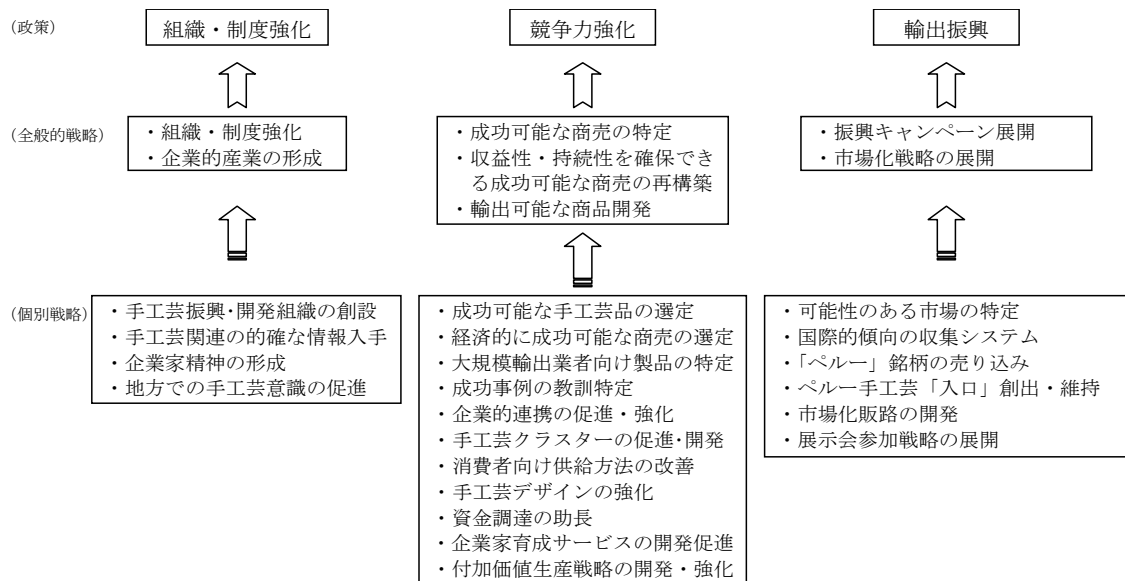 (政策)
組織・制度強化
競争力強化
輸出振興
(全般的戦略)
・組織・制度強化
・企業的産業の形成
・成功可能な商売の特定
・収益性・持続性を確保でき
る成功可能な商売の再構築
・輸出可能な商品開発
・振興キャンペーン展開
・市場化戦略の展開
(個別戦略)
・手工芸振興・開発組織の創設
・手工芸関連の的確な情報入手
・企業家精神の形成
・地方での手工芸意識の促進
・成功可能な手工芸品の選定
・経済的に成功可能な商売の選定
・大規模輸出業者向け製品の特定
・成功事例の教訓特定
・企業的連携の促進・強化
・手工芸クラスターの促進・開発
・消費者向け供給方法の改善
・手工芸デザインの強化
・資金調達の助長
・企業家育成サービスの開発促進
・付加価値生産戦略の開発・強化
・可能性のある市場の特定
・国際的傾向の収集システム
・「ペルー」銘柄の売り込み
・ペルー手工芸「入口」創出・維持
・市場化販路の開発
・展示会参加戦略の展開